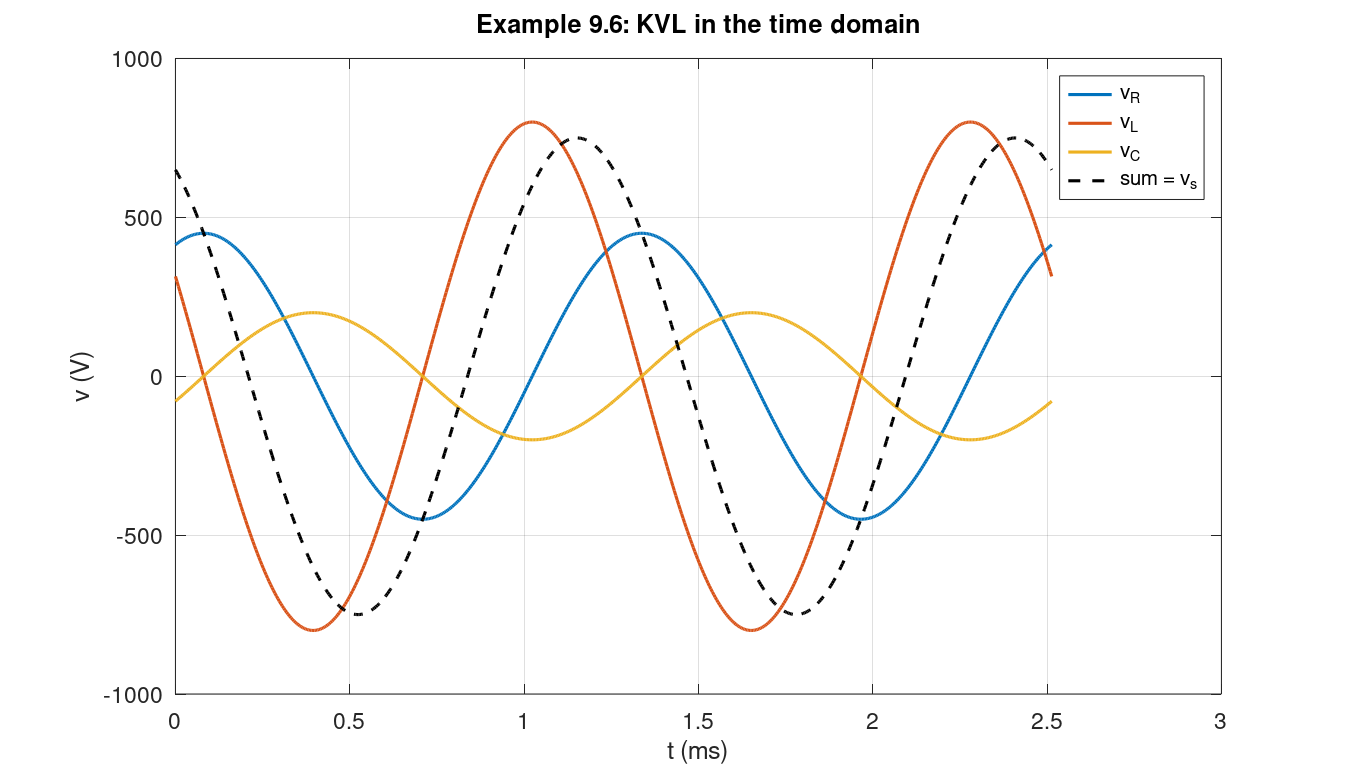 Example 9.6: KVL in the time domain
1000
500
0
-500
-1000
v (V)
0
0.5
1
1.5
2
2.5
3
t (ms)
vR
vL
vC
sum = vs